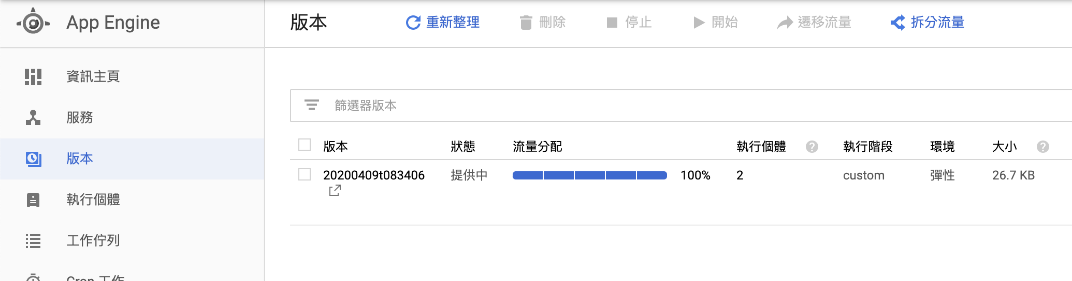 App Engine
版本
重新整理
刪除
停止
開始
遷移流量
拆分流量
資訊主頁
服務
版本
執行個體
工作佇列
Cron 工作
篩選器版本
版本 狀態 流量分配 執行個體 執行階段 環境 大小
20200409t083406 提供中 100% 2 custom 彈性 26.7 KB